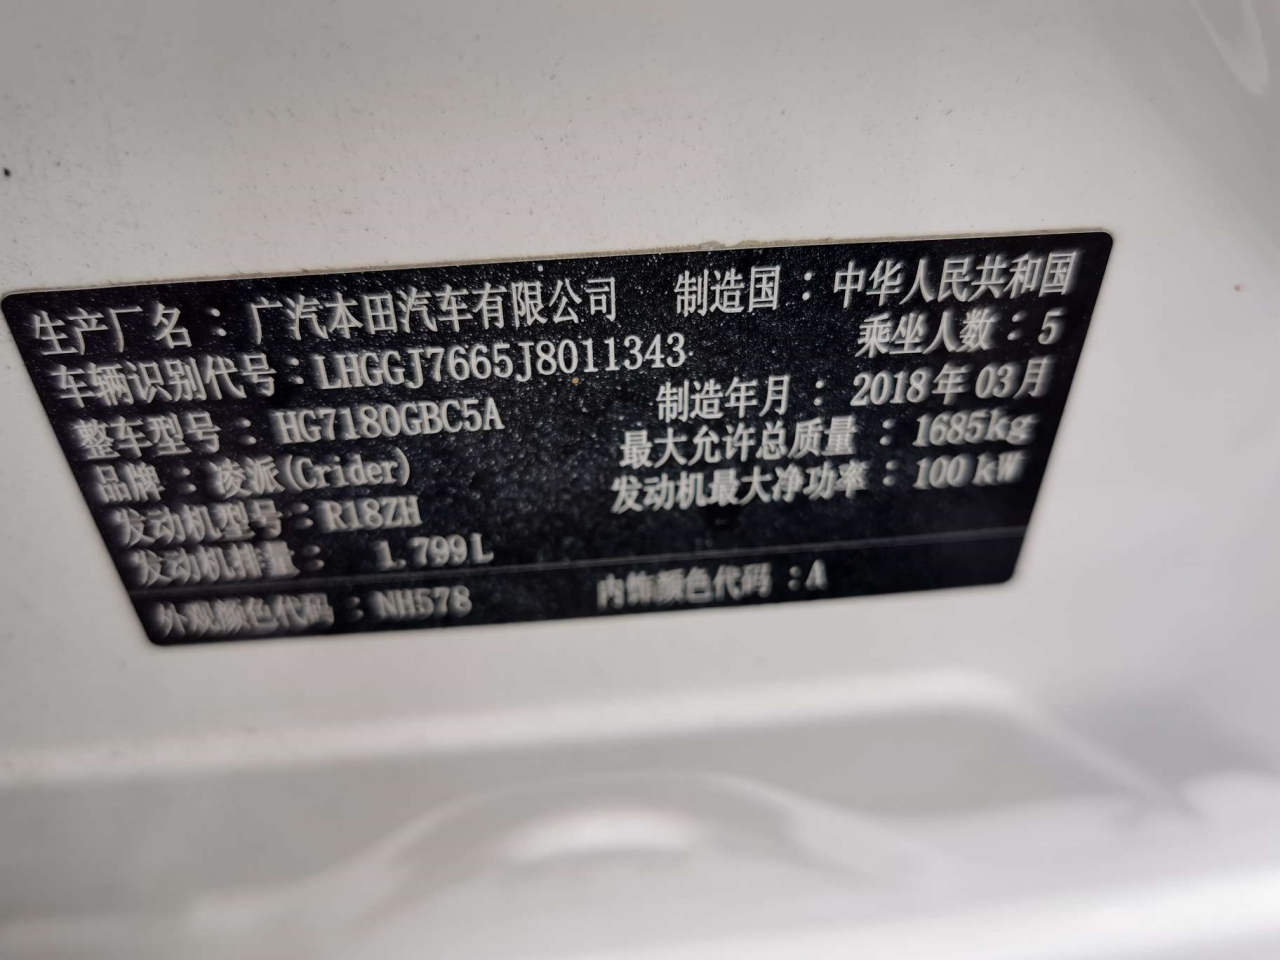 生产厂名：广汽本田汽车有限公司 制造国：中华人民共和国
车辆识别代号：LHGGJ7665J8011343 乘坐人数：5
整车型号：HG7180GBC5A 制造年月：2018年03月
品牌：凌派(Crider) 最大允许总质量：1685kg
发动机型号：R18ZH 发动机最大净功率：100kW
发动机排量：1.799L
外观颜色代码：NH578 内饰颜色代码：A